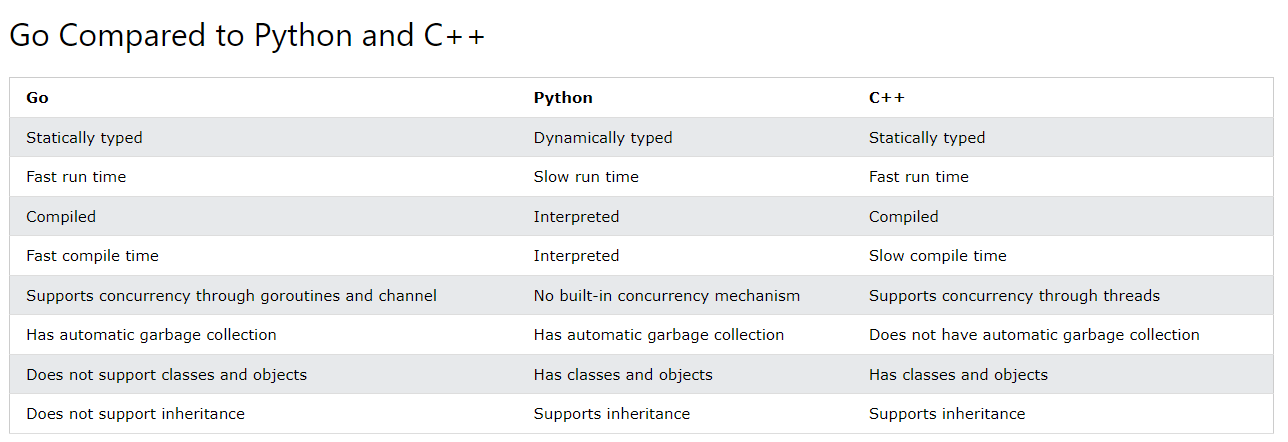 Go Compared to Python and C++
Go Python C++
Statically typed Dynamically typed Statically typed
Fast run time Slow run time Fast run time
Compiled Interpreted Compiled
Fast compile time Interpreted Slow compile time
Supports concurrency through goroutines and channel No built-in concurrency mechanism Supports concurrency through threads
Has automatic garbage collection Has automatic garbage collection Does not have automatic garbage collection
Does not support classes and objects Has classes and objects Has classes and objects
Does not support inheritance Supports inheritance Supports inheritance